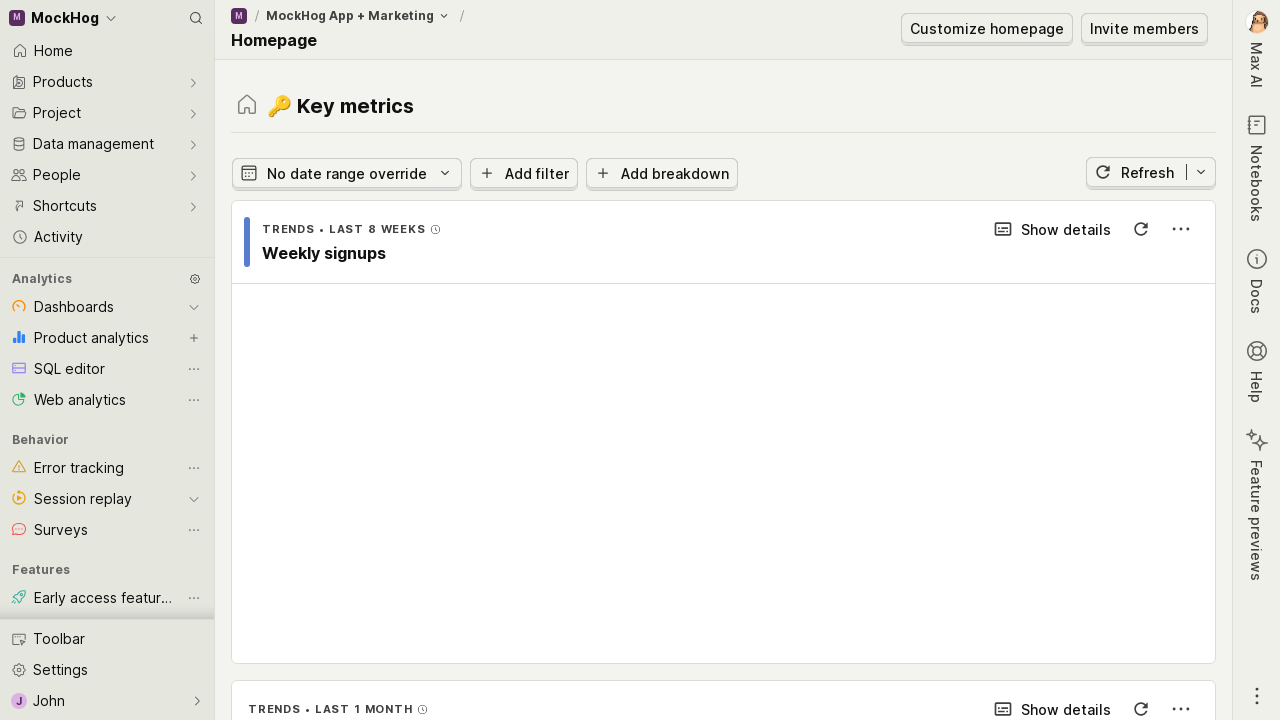 M MockHog
Home
Products
Project
Data management
People
Shortcuts
Activity
Analytics
Dashboards
Product analytics
SQL editor
Web analytics
Behavior
Error tracking
Session replay
Surveys
Features
Early access featur...
Toolbar
Settings
J John
M / MockHog App + Marketing /
Homepage
Customize homepage
Invite members
🔑 Key metrics
No date range override
Add filter
Add breakdown
Refresh
TRENDS • LAST 8 WEEKS
Show details
Weekly signups
TRENDS • LAST 1 MONTH
Show details
Max AI
Notebooks
Docs
Help
Feature previews